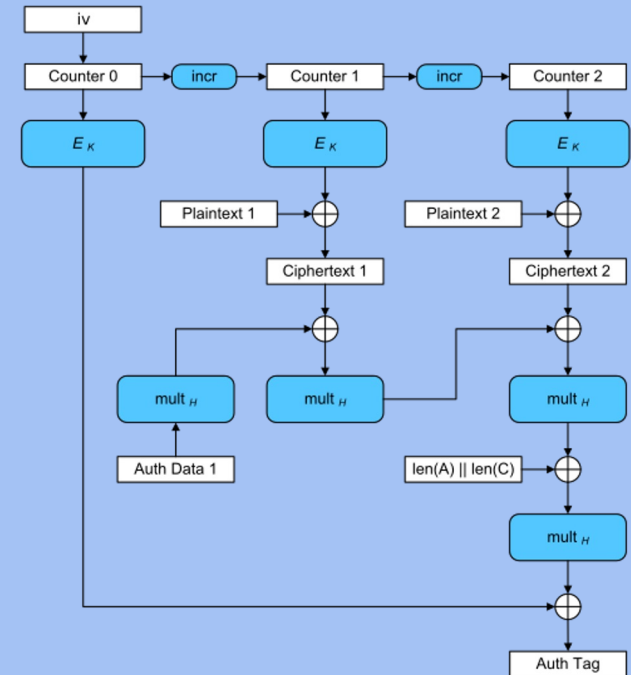 iv
Counter 0
incr
Counter 1
incr
Counter 2
E K
E K
E K
Plaintext 1
Plaintext 2
Ciphertext 1
Ciphertext 2
mult H
mult H
mult H
Auth Data 1
len(A) || len(C)
mult H
Auth Tag